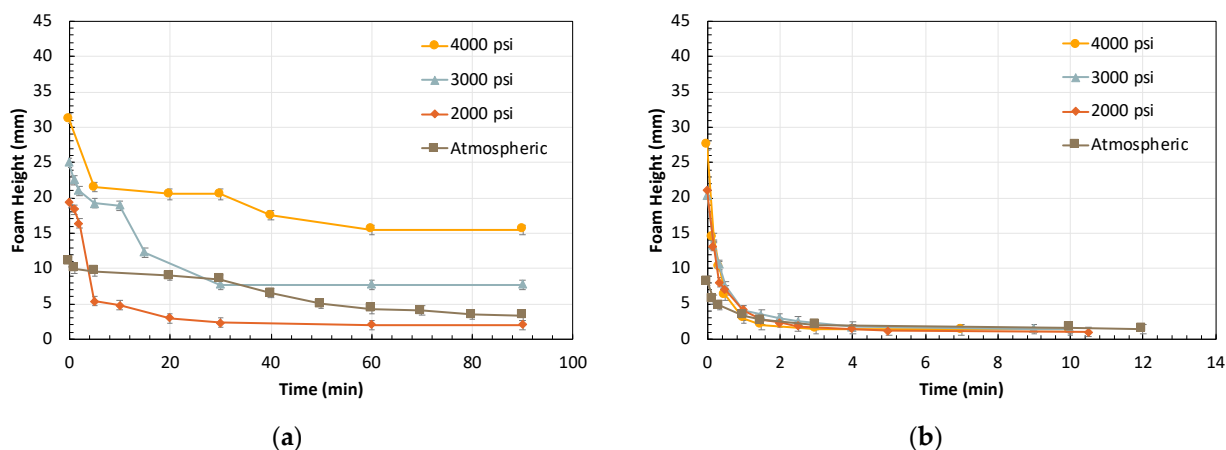 45
40
35
30
25
20
15
10
5
0
Foam Height (mm)
4000 psi
3000 psi
2000 psi
Atmospheric
0 20 40 60 80 100
Time (min)
(a)
45
40
35
30
25
20
15
10
5
0
Foam Height (mm)
4000 psi
3000 psi
2000 psi
Atmospheric
0 2 4 6 8 10 12 14
Time (min)
(b)